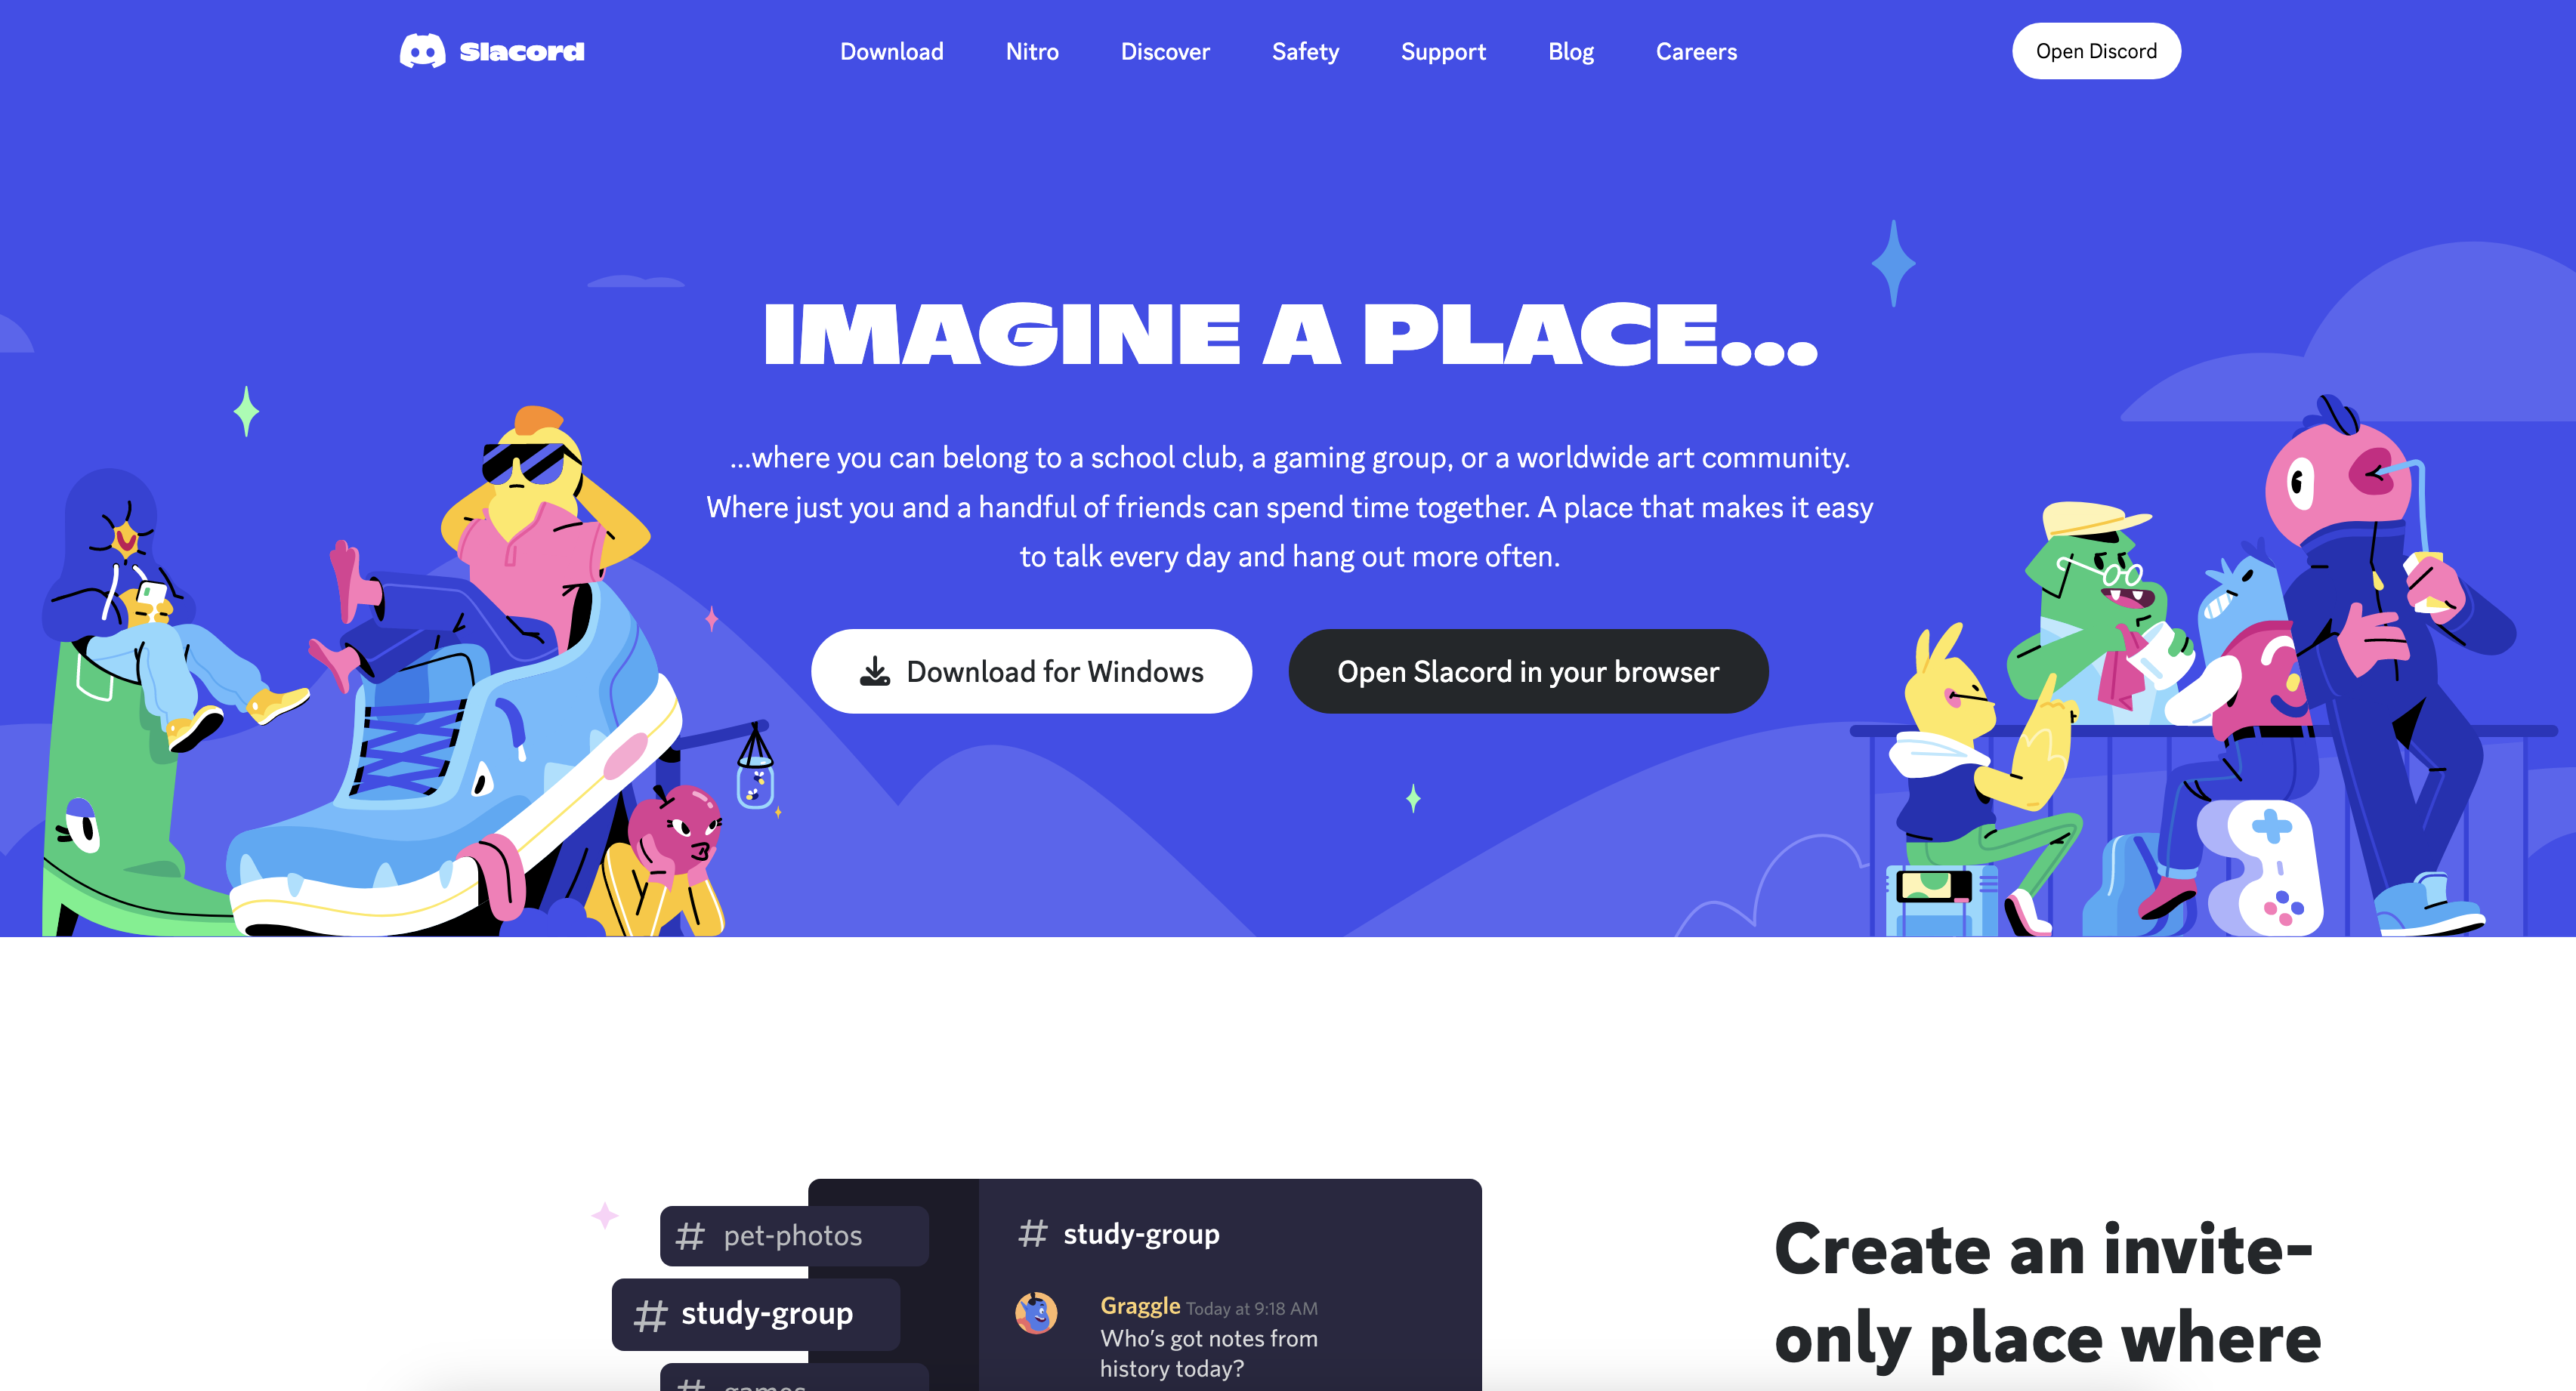 Slacord
Download Nitro Discover Safety Support Blog Careers
Open Discord
IMAGINE A PLACE...
...where you can belong to a school club, a gaming group, or a worldwide art community.
Where just you and a handful of friends can spend time together. A place that makes it easy
to talk every day and hang out more often.
Download for Windows
Open Slacord in your browser
# pet-photos
# study-group
# games
# study-group
Graggle Today at 9:18 AM
Who's got notes from
history today?
Create an invite-
only place where